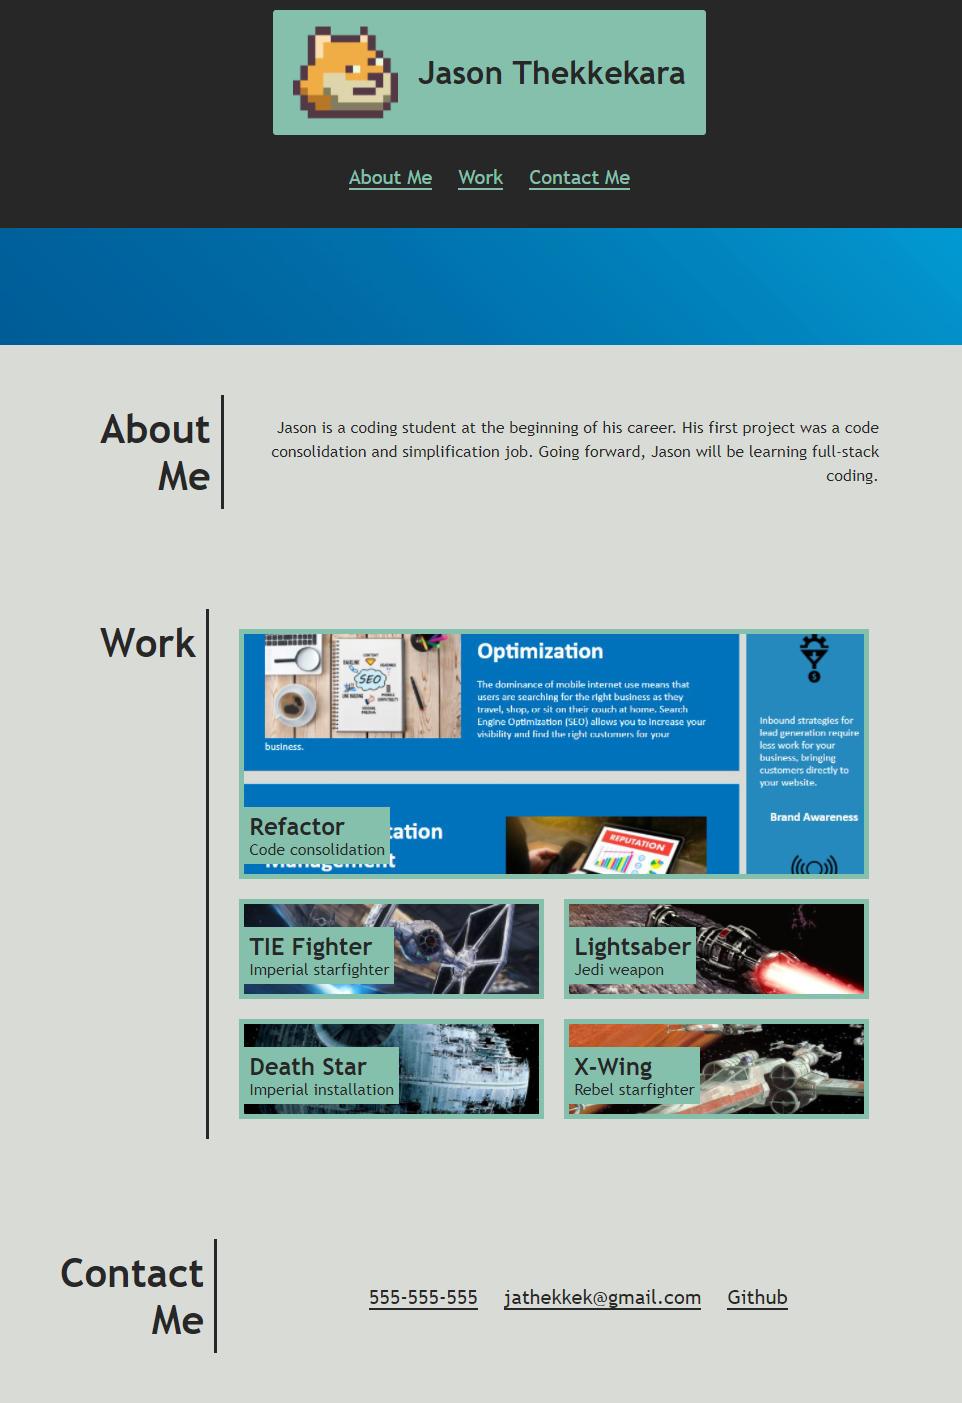 Jason Thekkekara
About Me Work Contact Me
About
Me
Jason is a coding student at the beginning of his career. His first project was a code
consolidation and simplification job. Going forward, Jason will be learning full-stack
coding.
Work
SEO
Optimization
The dominance of mobile internet use means that
users are searching for the right business as they
travel, shop, or sit on their couch at home. Search
Engine Optimization (SEO) allows you to increase your
visibility and find the right customers for your
business.
Inbound strategies for
lead generation require
less work for your
business, bringing
customers directly to
your website.
Brand Awareness
REPUTATION
Refactor
Code consolidation
TIE Fighter
Imperial starfighter
Lightsaber
Jedi weapon
Death Star
Imperial installation
X-Wing
Rebel starfighter
Contact
Me
555-555-555 jathekkek@gmail.com Github